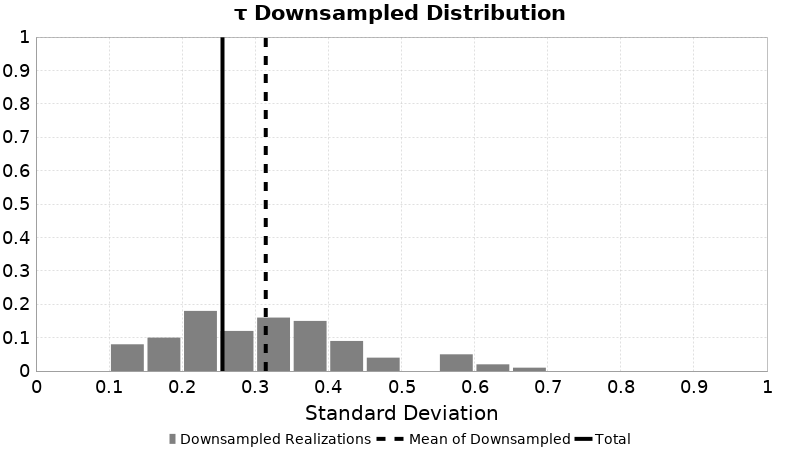 τ Downsampled Distribution
1
0.9
0.8
0.7
0.6
0.5
0.4
0.3
0.2
0.1
0
0 0.1 0.2 0.3 0.4 0.5 0.6 0.7 0.8 0.9 1
Standard Deviation
Downsampled Realizations Mean of Downsampled Total